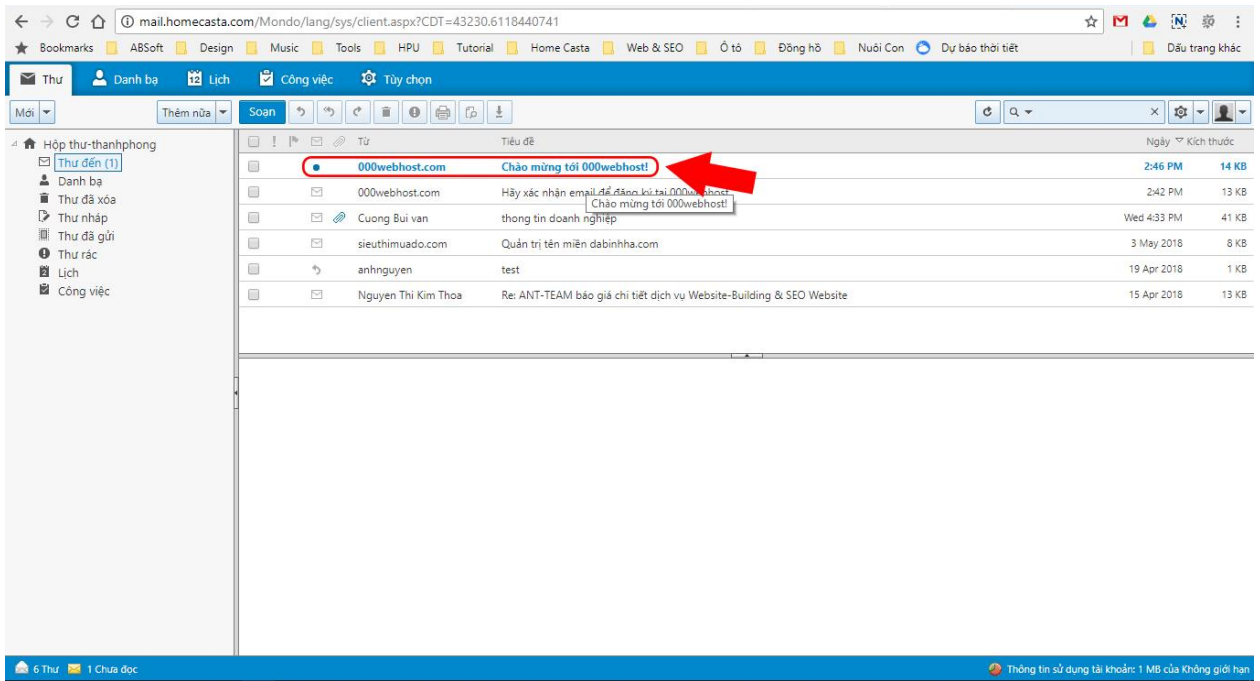 mail.homecasta.com/Mondo/lang/sys/client.aspx?CDT=43230.6118440741
Bookmarks ABSoft Design Music Tools HPU Tutorial Home Casta Web & SEO Ô tô Đồng hồ Nuôi Con Dự báo thời tiết Dấu trang khác
Thư Danh bạ 12 Lịch Công việc Tùy chọn
Mới Thêm nữa Soạn
Hộp thư-thanhphong
Thư đến (1)
Danh bạ
Thư đã xóa
Thư nháp
Thư đã gửi
Thư rác
Lịch
Công việc
Từ Tiêu đề Ngày Kích thước
000webhost.com Chào mừng tới 000webhost! 2:46 PM 14 KB
000webhost.com Hãy xác nhận email để đăng ký tại 000webhost 2:42 PM 13 KB
Chào mừng tới 000webhost!
Cuong Bui van thong tin doanh nghiệp Wed 4:33 PM 41 KB
sieuthimuado.com Quản trị tên miền dabinhha.com 3 May 2018 8 KB
anhnguyen test 19 Apr 2018 1 KB
Nguyen Thi Kim Thoa Re: ANT-TEAM báo giá chi tiết dịch vụ Website-Building & SEO Website 15 Apr 2018 13 KB
6 Thư 1 Chưa đọc Thông tin sử dụng tài khoản: 1 MB của Không giới hạn